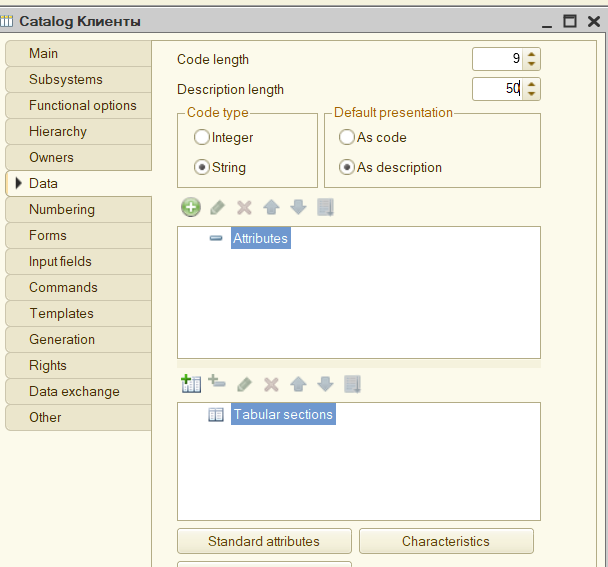 Catalog Клиенты
Main
Subsystems
Functional options
Hierarchy
Owners
Data
Numbering
Forms
Input fields
Commands
Templates
Generation
Rights
Data exchange
Other
Code length 9
Description length 50
Code type
Integer
String
Default presentation
As code
As description
Attributes
Tabular sections
Standard attributes
Characteristics